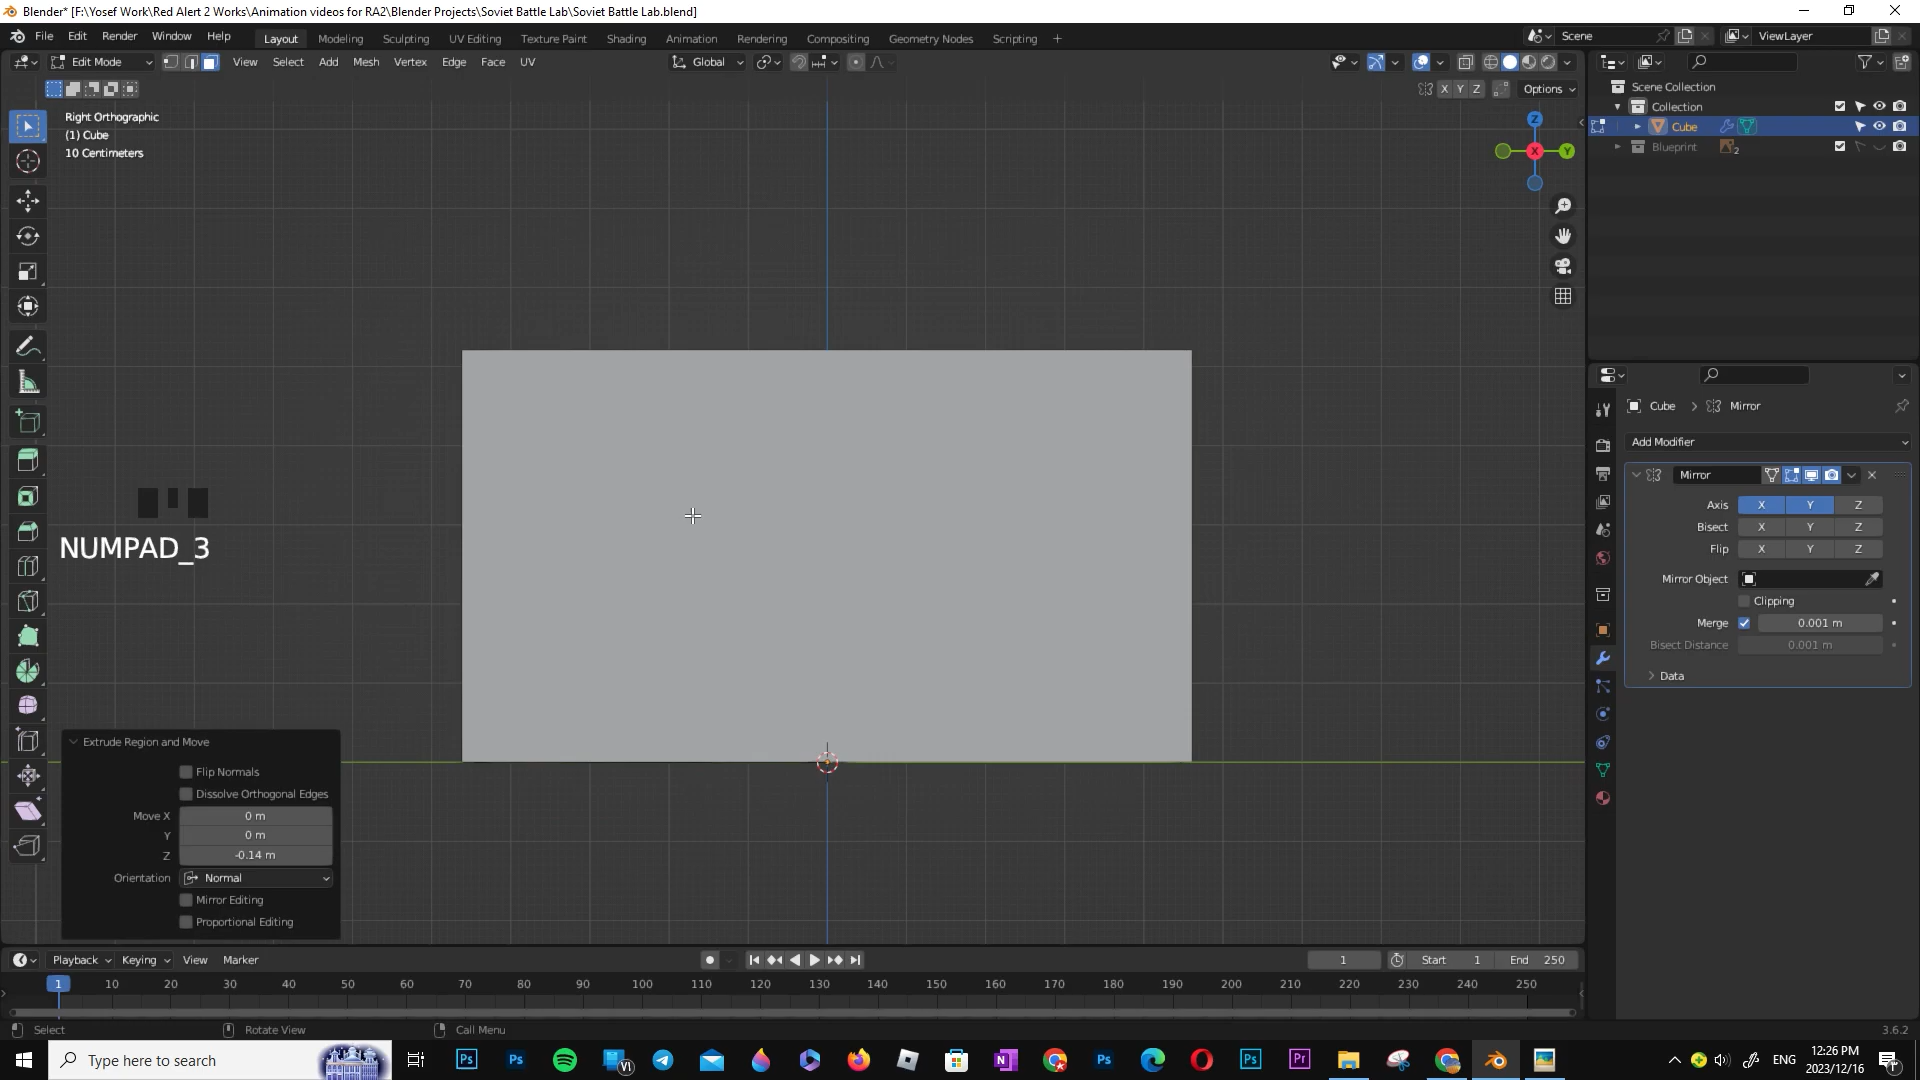 Blender* [F:\Yosef Work\Red Alert 2 Works\Animation videos for RA2\Blender Projects\Soviet Battle Lab\Soviet Battle Lab.blend]
File Edit Render Window Help Layout Modeling Sculpting UV Editing Texture Paint Shading Animation Rendering Compositing Geometry Nodes Scripting + Scene ViewLayer
Edit Mode View Select Add Mesh Vertex Edge Face UV Global
X Y Z Options
Right Orthographic
(1) Cube
10 Centimeters
Z
X Y
Scene Collection
Collection
Cube
Blueprint 2
Cube > Mirror
Add Modifier
Mirror
Axis X Y Z
Bisect X Y Z
Flip X Y Z
Mirror Object
Clipping
Merge 0.001 m
Bisect Distance 0.001 m
Data
NUMPAD_3
Extrude Region and Move
Flip Normals
Dissolve Orthogonal Edges
Move X 0 m
Y 0 m
Z -0.14 m
Orientation Normal
Mirror Editing
Proportional Editing
Playback Keying View Marker 1 Start 1 End 250
1 10 20 30 40 50 60 70 80 90 100 110 120 130 140 150 160 170 180 190 200 210 220 230 240 250
Select Rotate View Call Menu 3.6.2
Type here to search Ps Ps VI N Ps Ps Pr ENG 12:26 PM
2023/12/16